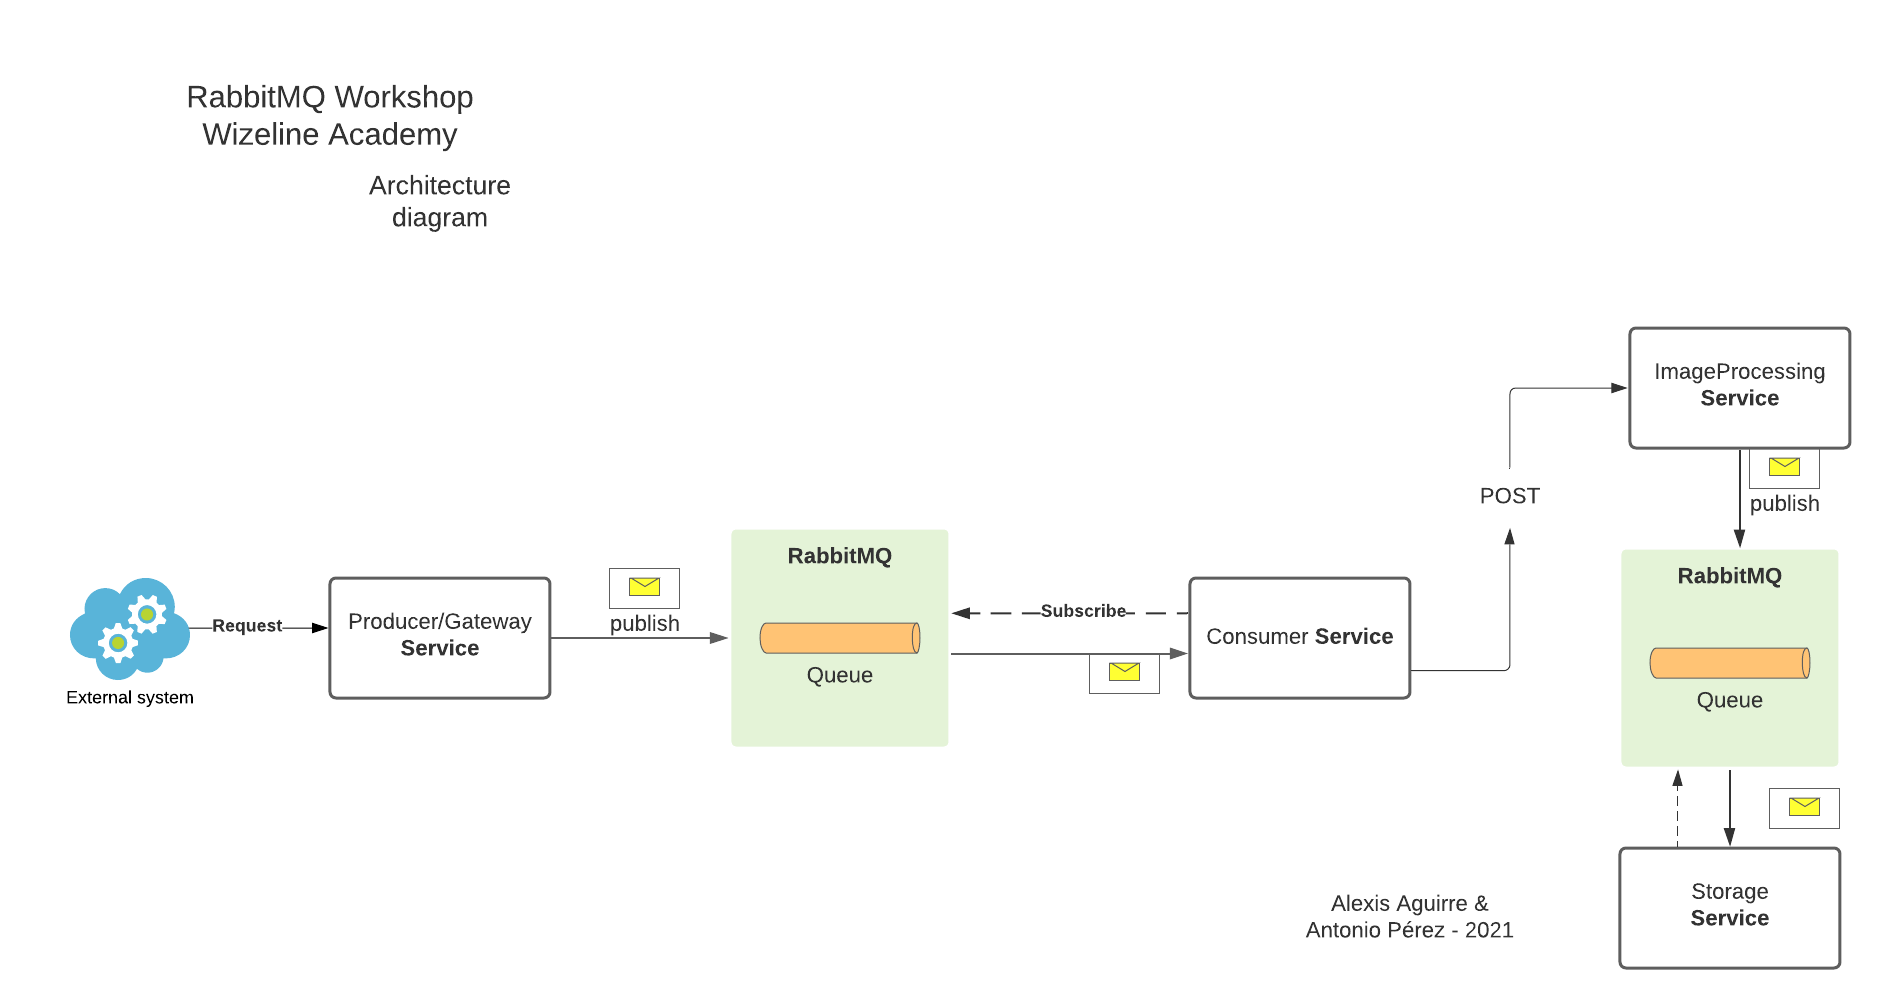 RabbitMQ Workshop
Wizeline Academy
Architecture
diagram
External system
Request
Producer/Gateway
Service
publish
RabbitMQ
Queue
Subscribe
Consumer Service
POST
ImageProcessing
Service
publish
RabbitMQ
Queue
Storage
Service
Alexis Aguirre &
Antonio Pérez - 2021